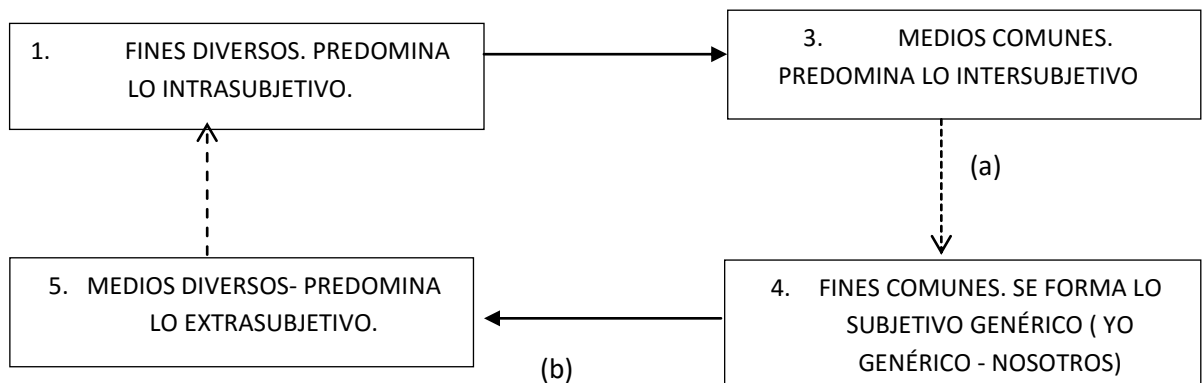 1. FINES DIVERSOS. PREDOMINA
LO INTRASUBJETIVO.
3. MEDIOS COMUNES.
PREDOMINA LO INTERSUBJETIVO
(a)
5. MEDIOS DIVERSOS- PREDOMINA
LO EXTRASUBJETIVO.
4. FINES COMUNES. SE FORMA LO
SUBJETIVO GENÉRICO ( YO
GENÉRICO - NOSOTROS)
(b)